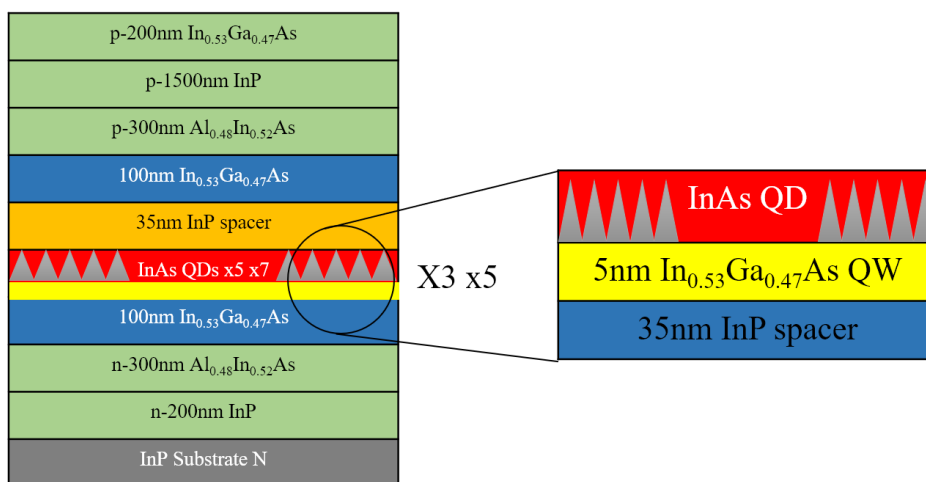 p-200nm In0.53Ga0.47As
p-1500nm InP
p-300nm Al0.48In0.52As
100nm In0.53Ga0.47As
35nm InP spacer
InAs QDs x5 x7
100nm In0.53Ga0.47As
n-300nm Al0.48In0.52As
n-200nm InP
InP Substrate N
X3 x5
InAs QD
5nm In0.53Ga0.47As QW
35nm InP spacer